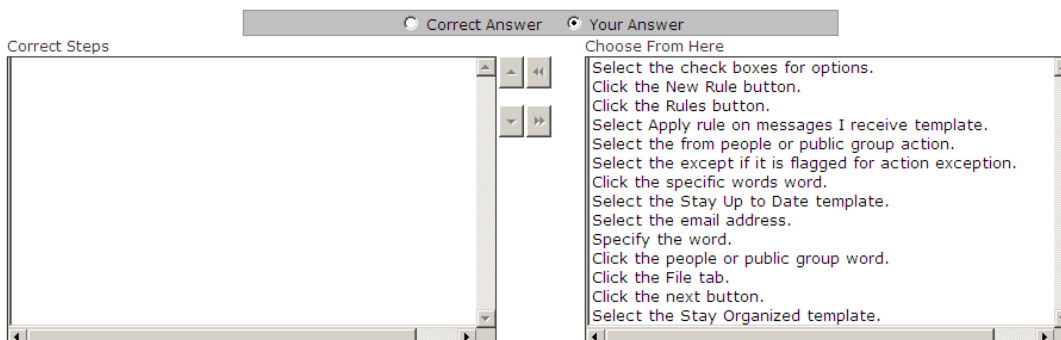 Correct Answer Your Answer
Correct Steps
Choose From Here
Select the check boxes for options.
Click the New Rule button.
Click the Rules button.
Select Apply rule on messages I receive template.
Select the from people or public group action.
Select the except if it is flagged for action exception.
Click the specific words word.
Select the Stay Up to Date template.
Select the email address.
Specify the word.
Click the people or public group word.
Click the File tab.
Click the next button.
Select the Stay Organized template.